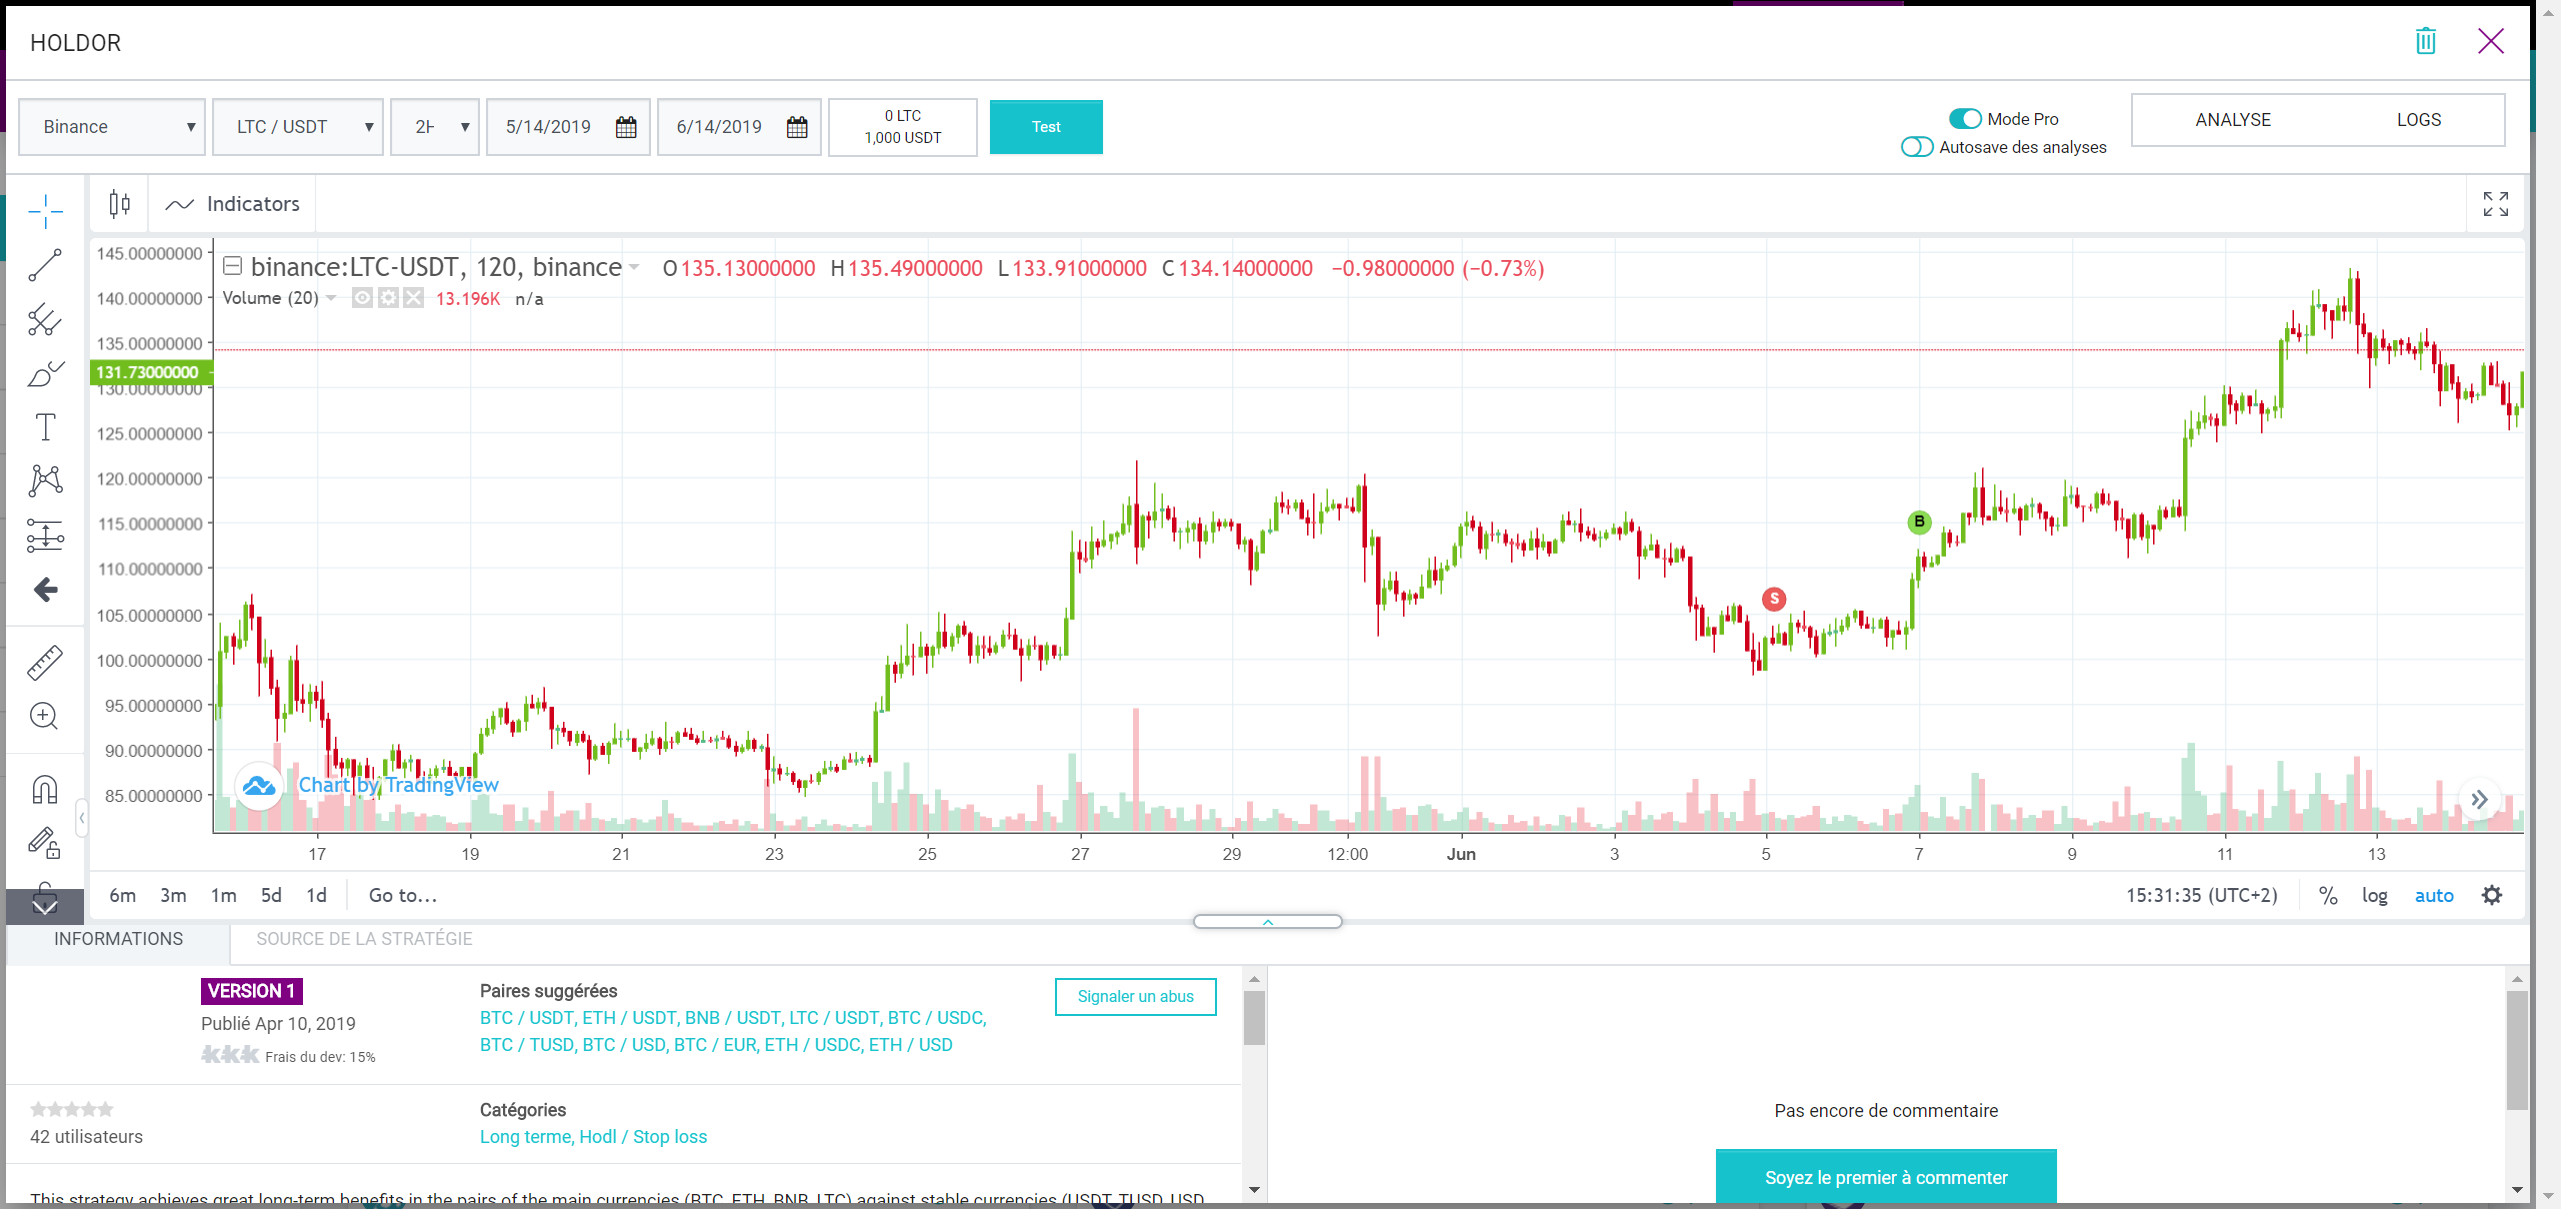 HOLDOR
Binance
LTC / USDT
2H
5/14/2019
6/14/2019
0 LTC
1,000 USDT
Test
Mode Pro
Autosave des analyses
ANALYSE
LOGS
Indicators
binance:LTC-USDT, 120, binance O135.13000000 H135.49000000 L133.91000000 C134.14000000 −0.98000000 (−0.73%)
Volume (20) 13.196K n/a
145.00000000
140.00000000
135.00000000
131.73000000
130.00000000
125.00000000
120.00000000
115.00000000
110.00000000
105.00000000
100.00000000
95.00000000
90.00000000
85.00000000
B
S
Chart by TradingView
17 19 21 23 25 27 29 12:00 Jun 3 5 7 9 11 13
6m 3m 1m 5d 1d Go to...
15:31:35 (UTC+2) % log auto
INFORMATIONS
SOURCE DE LA STRATÉGIE
VERSION 1
Publié Apr 10, 2019
Frais du dev: 15%
Paires suggérées
BTC / USDT, ETH / USDT, BNB / USDT, LTC / USDT, BTC / USDC,
BTC / TUSD, BTC / USD, BTC / EUR, ETH / USDC, ETH / USD
Signaler un abus
42 utilisateurs
Catégories
Long terme, Hodl / Stop loss
This strategy achieves great long-term benefits in the pairs of the main currencies (BTC, ETH, BNB, LTC) against stable currencies (USDT, TUSD, USD,
Pas encore de commentaire
Soyez le premier à commenter